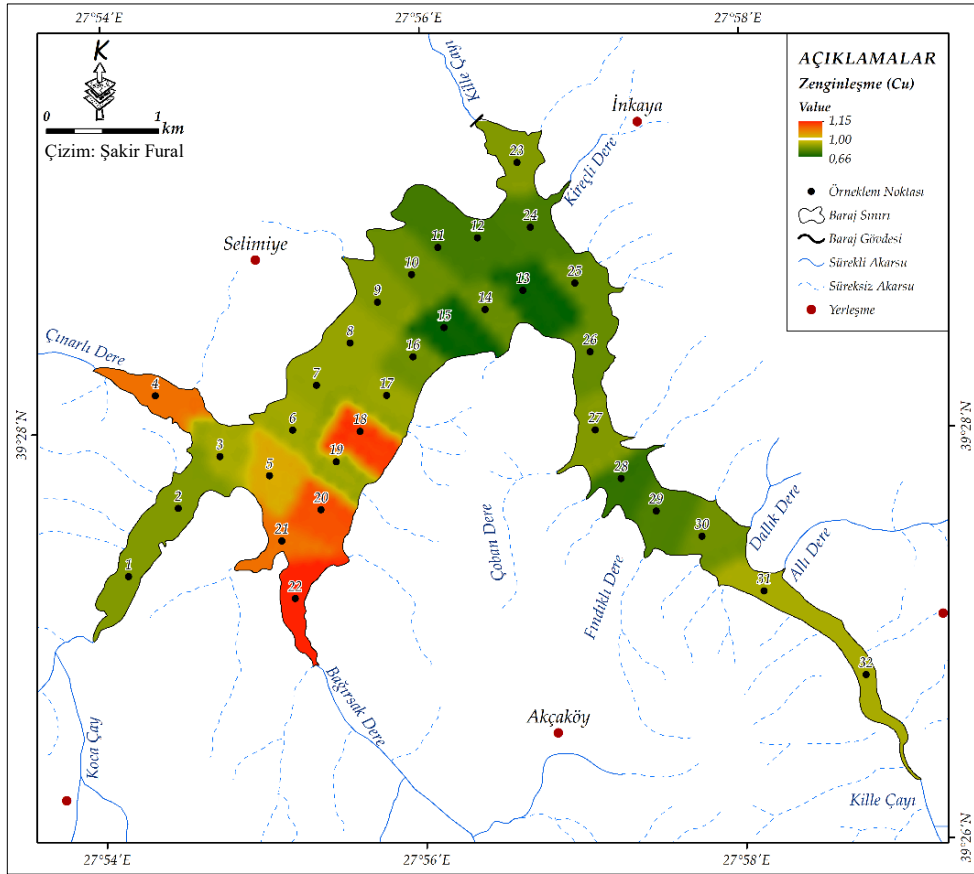 27°54′E 27°56′E 27°58′E
K
0 1 km
Çizim: Şakir Fural
AÇIKLAMALAR
Zenginleşme (Cu)
Value
1,15
1,00
0,66
Örneklem Noktası
Baraj Sınırı
Baraj Gövdesi
Sürekli Akarsu
Süreksiz Akarsu
Yerleşme
Kille Çayı
İnkaya
Kireçli Dere
Selimiye
Çınarlı Dere
39°28′N
39°28′N
23
24
12
11
10
25
13
9
14
15
8
26
16
7
4
17
6
18
27
3
19
5
28
2
20
29
30
21
1
31
22
32
Çoban Dere
Dallık Dere
Allı Dere
Fındıklı Dere
Bağırsak Dere
Akçaköy
Koca Çay
Kille Çayı
39°26′N
27°54′E 27°56′E 27°58′E